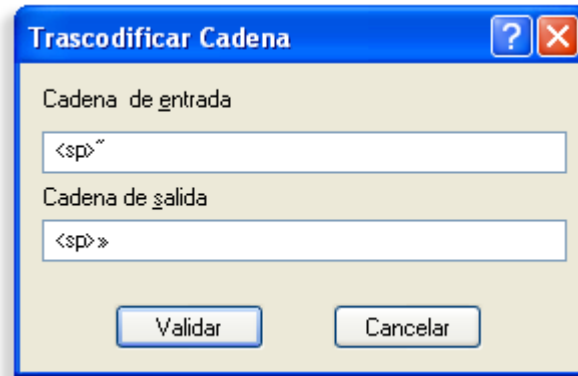 Trascodificar Cadena
?
Cadena de entrada
<sp>˜
Cadena de salida
<sp>»
Validar
Cancelar